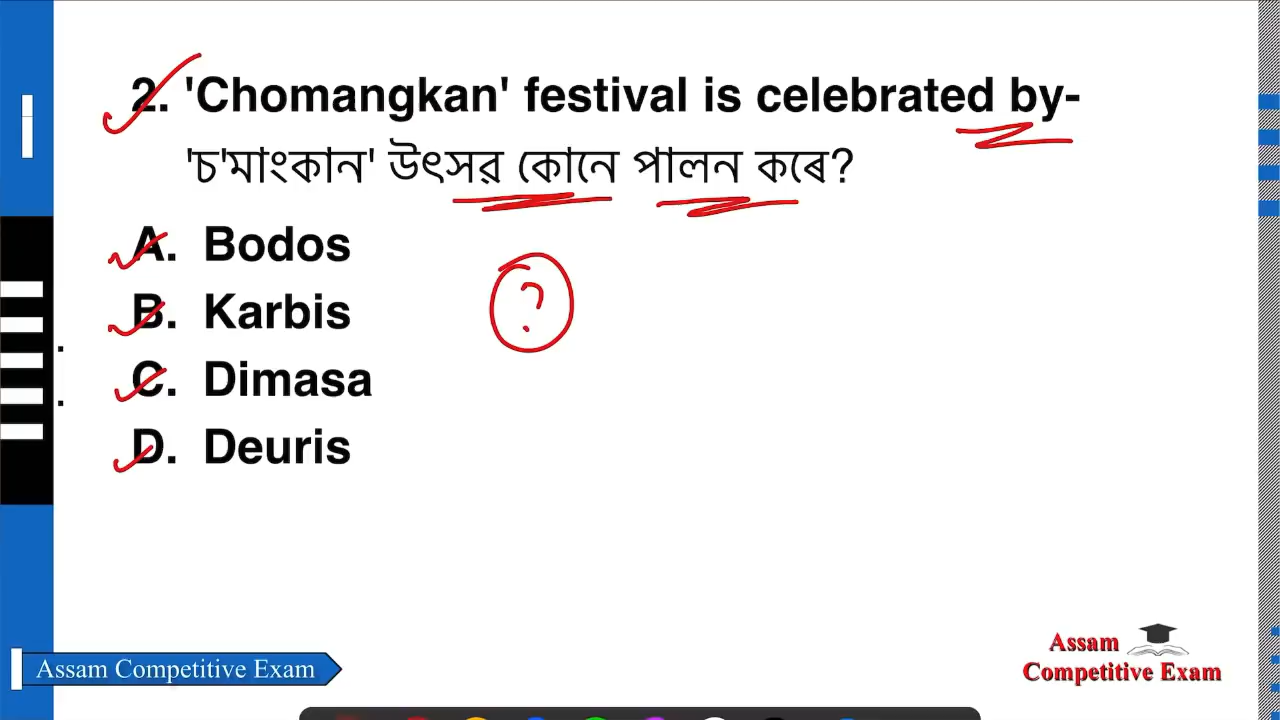 2. 'Chomangkan' festival is celebrated by-
'চ'মাংকান' উৎসৱ কোনে পালন কৰে?
A. Bodos
B. Karbis
?
C. Dimasa
D. Deuris
Assam Competitive Exam
Assam
Competitive Exam